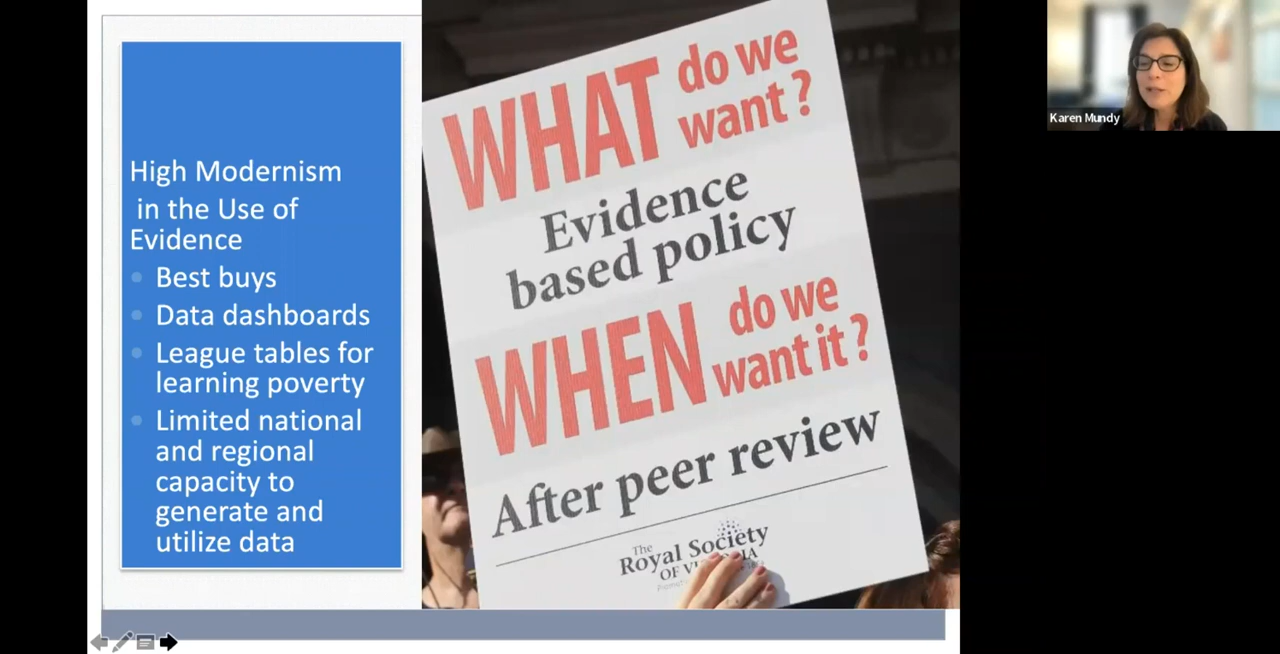 High Modernism
in the Use of
Evidence
Best buys
Data dashboards
League tables for
learning poverty
Limited national
and regional
capacity to
generate and
utilize data
WHAT do we
want?
Evidence
based policy
WHEN do we
want it?
After peer review
The
Royal Society
OF
Karen Mundy